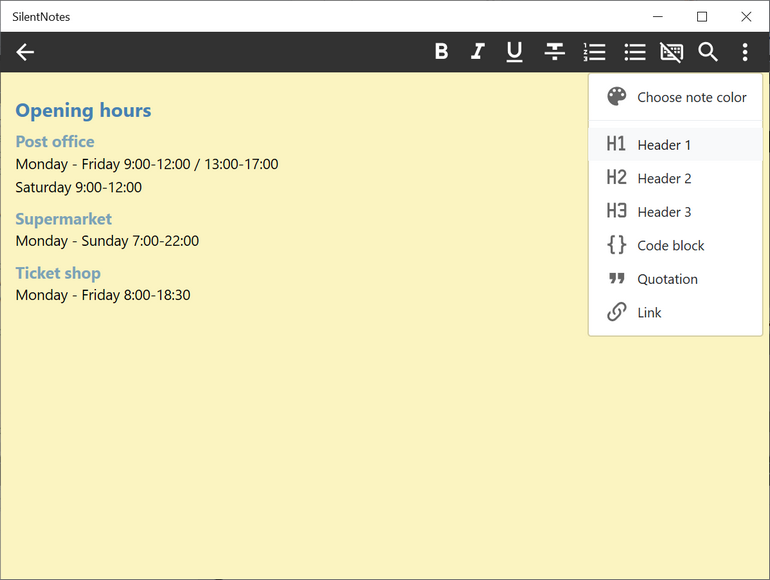 SilentNotes
B I U
Choose note color
Opening hours
Post office
Monday - Friday 9:00-12:00 / 13:00-17:00
Saturday 9:00-12:00
Supermarket
Monday - Sunday 7:00-22:00
Ticket shop
Monday - Friday 8:00-18:30
H1 Header 1
H2 Header 2
H3 Header 3
{} Code block
Quotation
Link